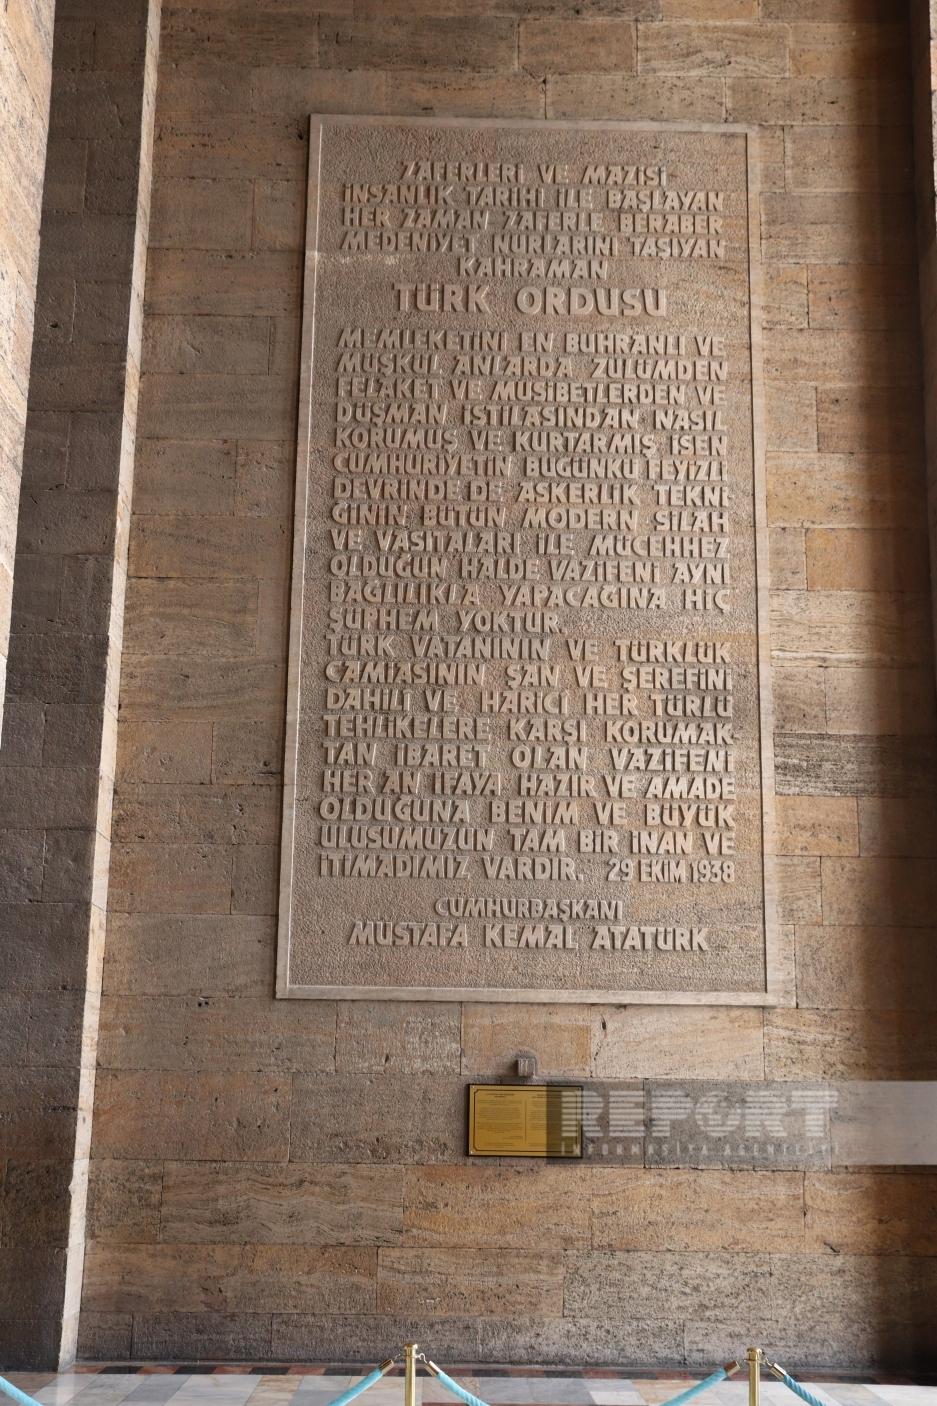 ZAFERLERİ VE MAZİSİ
İNSANLIK TARİHİ İLE BAŞLAYAN
HER ZAMAN ZAFERLE BERABER
MEDENİYET NURLARINI TAŞIYAN
KAHRAMAN
TÜRK ORDUSU
MEMLEKETİNİ EN BUHRANLI VE
MÜŞKÜL ANLARDA ZULÜMDEN
FELAKET VE MUSİBETLERDEN VE
DÜŞMAN İSTİLASINDAN NASIL
KORUMUŞ VE KURTARMIŞ İSEN
CUMHURİYETİN BUGÜNKÜ FEYİZLİ
DEVRİNDE DE ASKERLİK TEKNİ
ĞİNİN BÜTÜN MODERN SİLAH
VE VASITALARI İLE MÜCEHHEZ
OLDUĞUN HALDE VAZİFENİ AYNI
BAĞLILIKLA YAPACAĞINA HİÇ
ŞÜPHEM YOKTUR.
TÜRK VATANININ VE TÜRKLÜK
CAMİASININ ŞAN VE ŞEREFİNİ
DAHİLİ VE HARİCİ HER TÜRLÜ
TEHLİKELERE KARŞI KORUMAK
TAN İBARET OLAN VAZİFENİ
HER AN İFAYA HAZIR VE AMADE
OLDUĞUNA BENİM VE BÜYÜK
ULUSUMUZUN TAM BİR İNAN VE
İTİMADIMIZ VARDIR. 29 EKİM 1938
CUMHURBAŞKANI
MUSTAFA KEMAL ATATÜRK
REPORT
İNFORMASİYA AGENTLİYİ